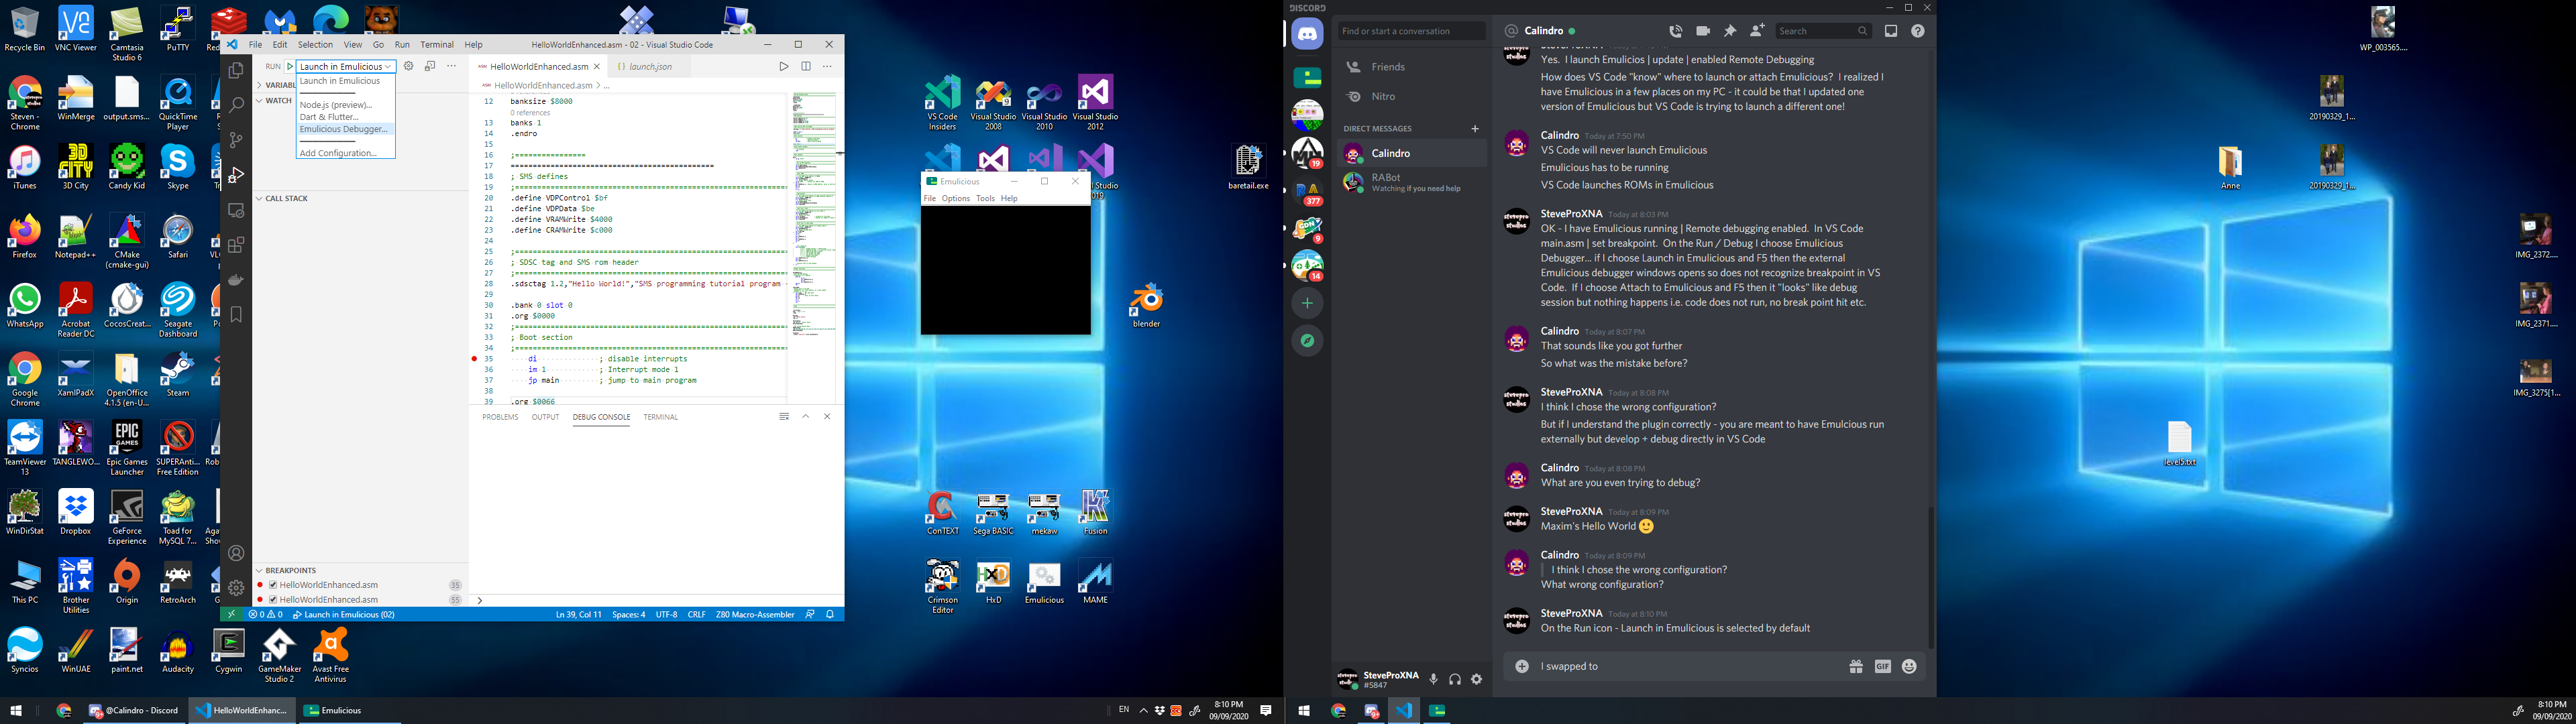 Recycle Bin
VNC Viewer
Camtasia Studio 6
PuTTY
Steven - Chrome
WinMerge
output.sms...
QuickTime Player
iTunes
3D City
Candy Kid
Skype
Firefox
Notepad++
CMake (cmake-gui)
Safari
WhatsApp
Acrobat Reader DC
CocosCreat...
Seagate Dashboard
Google Chrome
XamlPadX
OpenOffice 4.1.5 (en-U...
Steam
TeamViewer 13
TANGLEWO...
Epic Games Launcher
SUPERAnti... Free Edition
WinDirStat
Dropbox
GeForce Experience
Toad for MySQL 7...
This PC
Brother Utilities
Origin
RetroArch
Syncios
WinUAE
paint.net
Audacity
Cygwin
GameMaker Studio 2
Avast Free Antivirus
File Edit Selection View Go Run Terminal Help
HelloWorldEnhanced.asm - 02 - Visual Studio Code
RUN
Launch in Emulicious
Launch in Emulicious
Node.js (preview)...
Dart & Flutter...
Emulicious Debugger...
Add Configuration...
WATCH
CALL STACK
BREAKPOINTS
HelloWorldEnhanced.asm 35
HelloWorldEnhanced.asm 55
HelloWorldEnhanced.asm
launch.json
HelloWorldEnhanced.asm > ...
12 banksize $8000
0 references
13 banks 1
14 .endro
15
16 ;================
17 =============================================
18 ; SMS defines
19 ;==============================================================
20 .define VDPControl $bf
21 .define VDPData $be
22 .define VRAMWrite $4000
23 .define CRAMWrite $c000
24
25 ;==============================================================
26 ; SDSC tag and SMS rom header
27 ;==============================================================
28 .sdsctag 1.2,"Hello World!","SMS programming tutorial program
29
30 .bank 0 slot 0
31 .org $0000
32 ;==============================================================
33 ; Boot section
34 ;==============================================================
35 di ; disable interrupts
36 im 1 ; Interrupt mode 1
37 jp main ; jump to main program
38
39 .org $0066
PROBLEMS OUTPUT DEBUG CONSOLE TERMINAL
0 0 Launch in Emulicious (02)
Ln 39, Col 11 Spaces: 4 UTF-8 CRLF Z80 Macro-Assembler
VS Code Insiders
Visual Studio 2008
Visual Studio 2010
Visual Studio 2012
Emulicious
File Options Tools Help
baretail.exe
blender
ConTEXT
Sega BASIC
mekaw
Fusion
Crimson Editor
HxD
Emulicious
MAME
@Calindro - Discord
HelloWorldEnhanc...
Emulicious
EN
8:10 PM
09/09/2020
DISCORD
Find or start a conversation
Friends
Nitro
DIRECT MESSAGES
Calindro
RABot
Watching if you need help
19
377
9
14
SteveProXNA
#5847
Calindro
Search
Yes. I launch Emulicios | update | enabled Remote Debugging
How does VS Code "know" where to launch or attach Emulicious? I realized I
have Emulicious in a few places on my PC - it could be that I updated one
version of Emulicious but VS Code is trying to launch a different one!
Calindro Today at 7:50 PM
VS Code will never launch Emulicious
Emulicious has to be running
VS Code launches ROMs in Emulicious
SteveProXNA Today at 8:03 PM
OK - I have Emulicious running | Remote debugging enabled. In VS Code
main.asm | set breakpoint. On the Run / Debug I choose Emulicious
Debugger... if I choose Launch in Emulicious and F5 then the external
Emulicious debugger windows opens so does not recognize breakpoint in VS
Code. If I choose Attach to Emulicious and F5 then it "looks" like debug
session but nothing happens i.e. code does not run, no break point hit etc.
Calindro Today at 8:07 PM
That sounds like you got further
So what was the mistake before?
SteveProXNA Today at 8:08 PM
I think I chose the wrong configuration?
But if I understand the plugin correctly - you are meant to have Emulcious run
externally but develop + debug directly in VS Code
Calindro Today at 8:08 PM
What are you even trying to debug?
SteveProXNA Today at 8:09 PM
Maxim's Hello World
Calindro Today at 8:09 PM
I think I chose the wrong configuration?
What wrong configuration?
SteveProXNA Today at 8:10 PM
On the Run icon - Launch in Emulicious is selected by default
I swapped to
GIF
WP_003565....
20190329_1...
20190329_1...
Anne
IMG_2372....
IMG_2371....
IMG_3275[1...
level5.txt
8:10 PM
09/09/2020